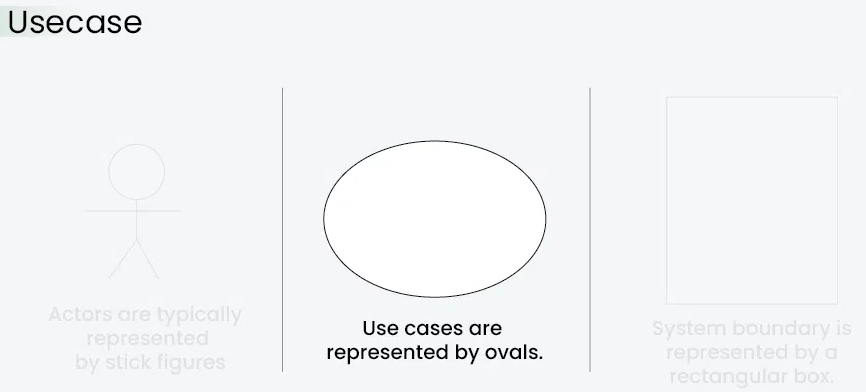 Usecase
Actors are typically
represented
by stick figures
Use cases are
represented by ovals.
System boundary is
represented by a
rectangular box.